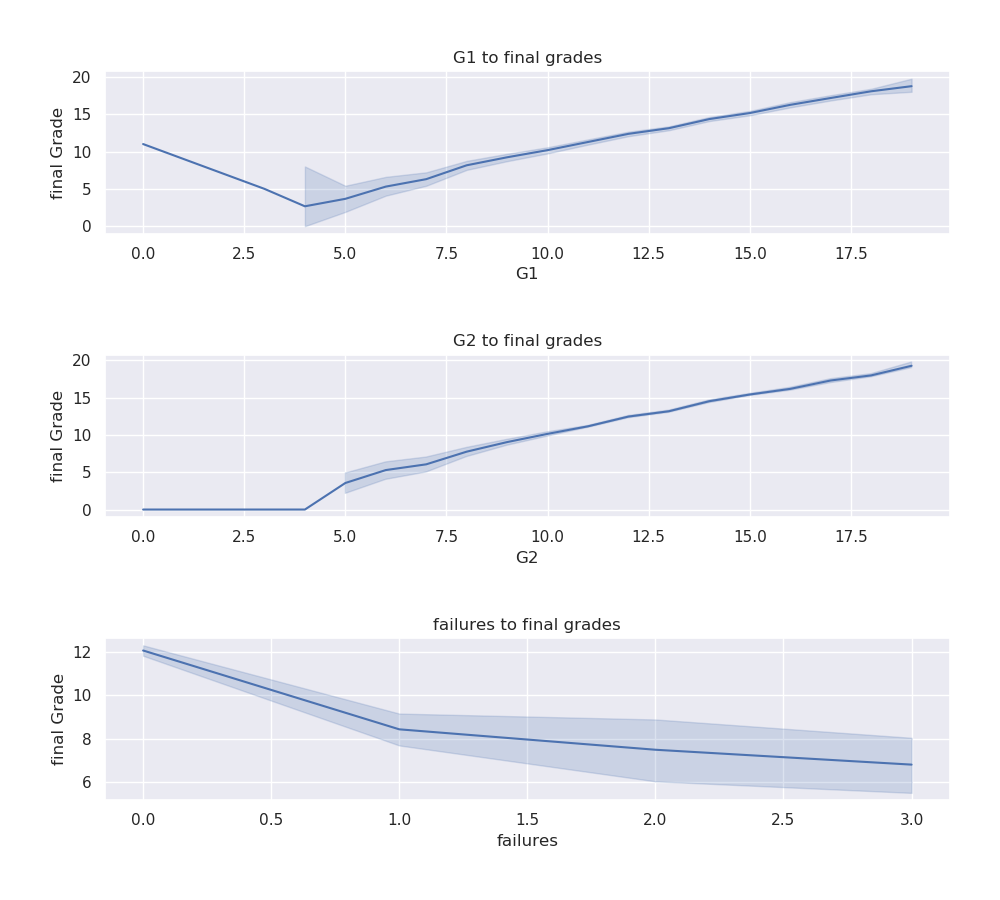 G1 to final grades
final Grade
20
15
10
5
0
0.0 2.5 5.0 7.5 10.0 12.5 15.0 17.5
G1
G2 to final grades
final Grade
20
15
10
5
0
0.0 2.5 5.0 7.5 10.0 12.5 15.0 17.5
G2
failures to final grades
final Grade
12
10
8
6
0.0 0.5 1.0 1.5 2.0 2.5 3.0
failures